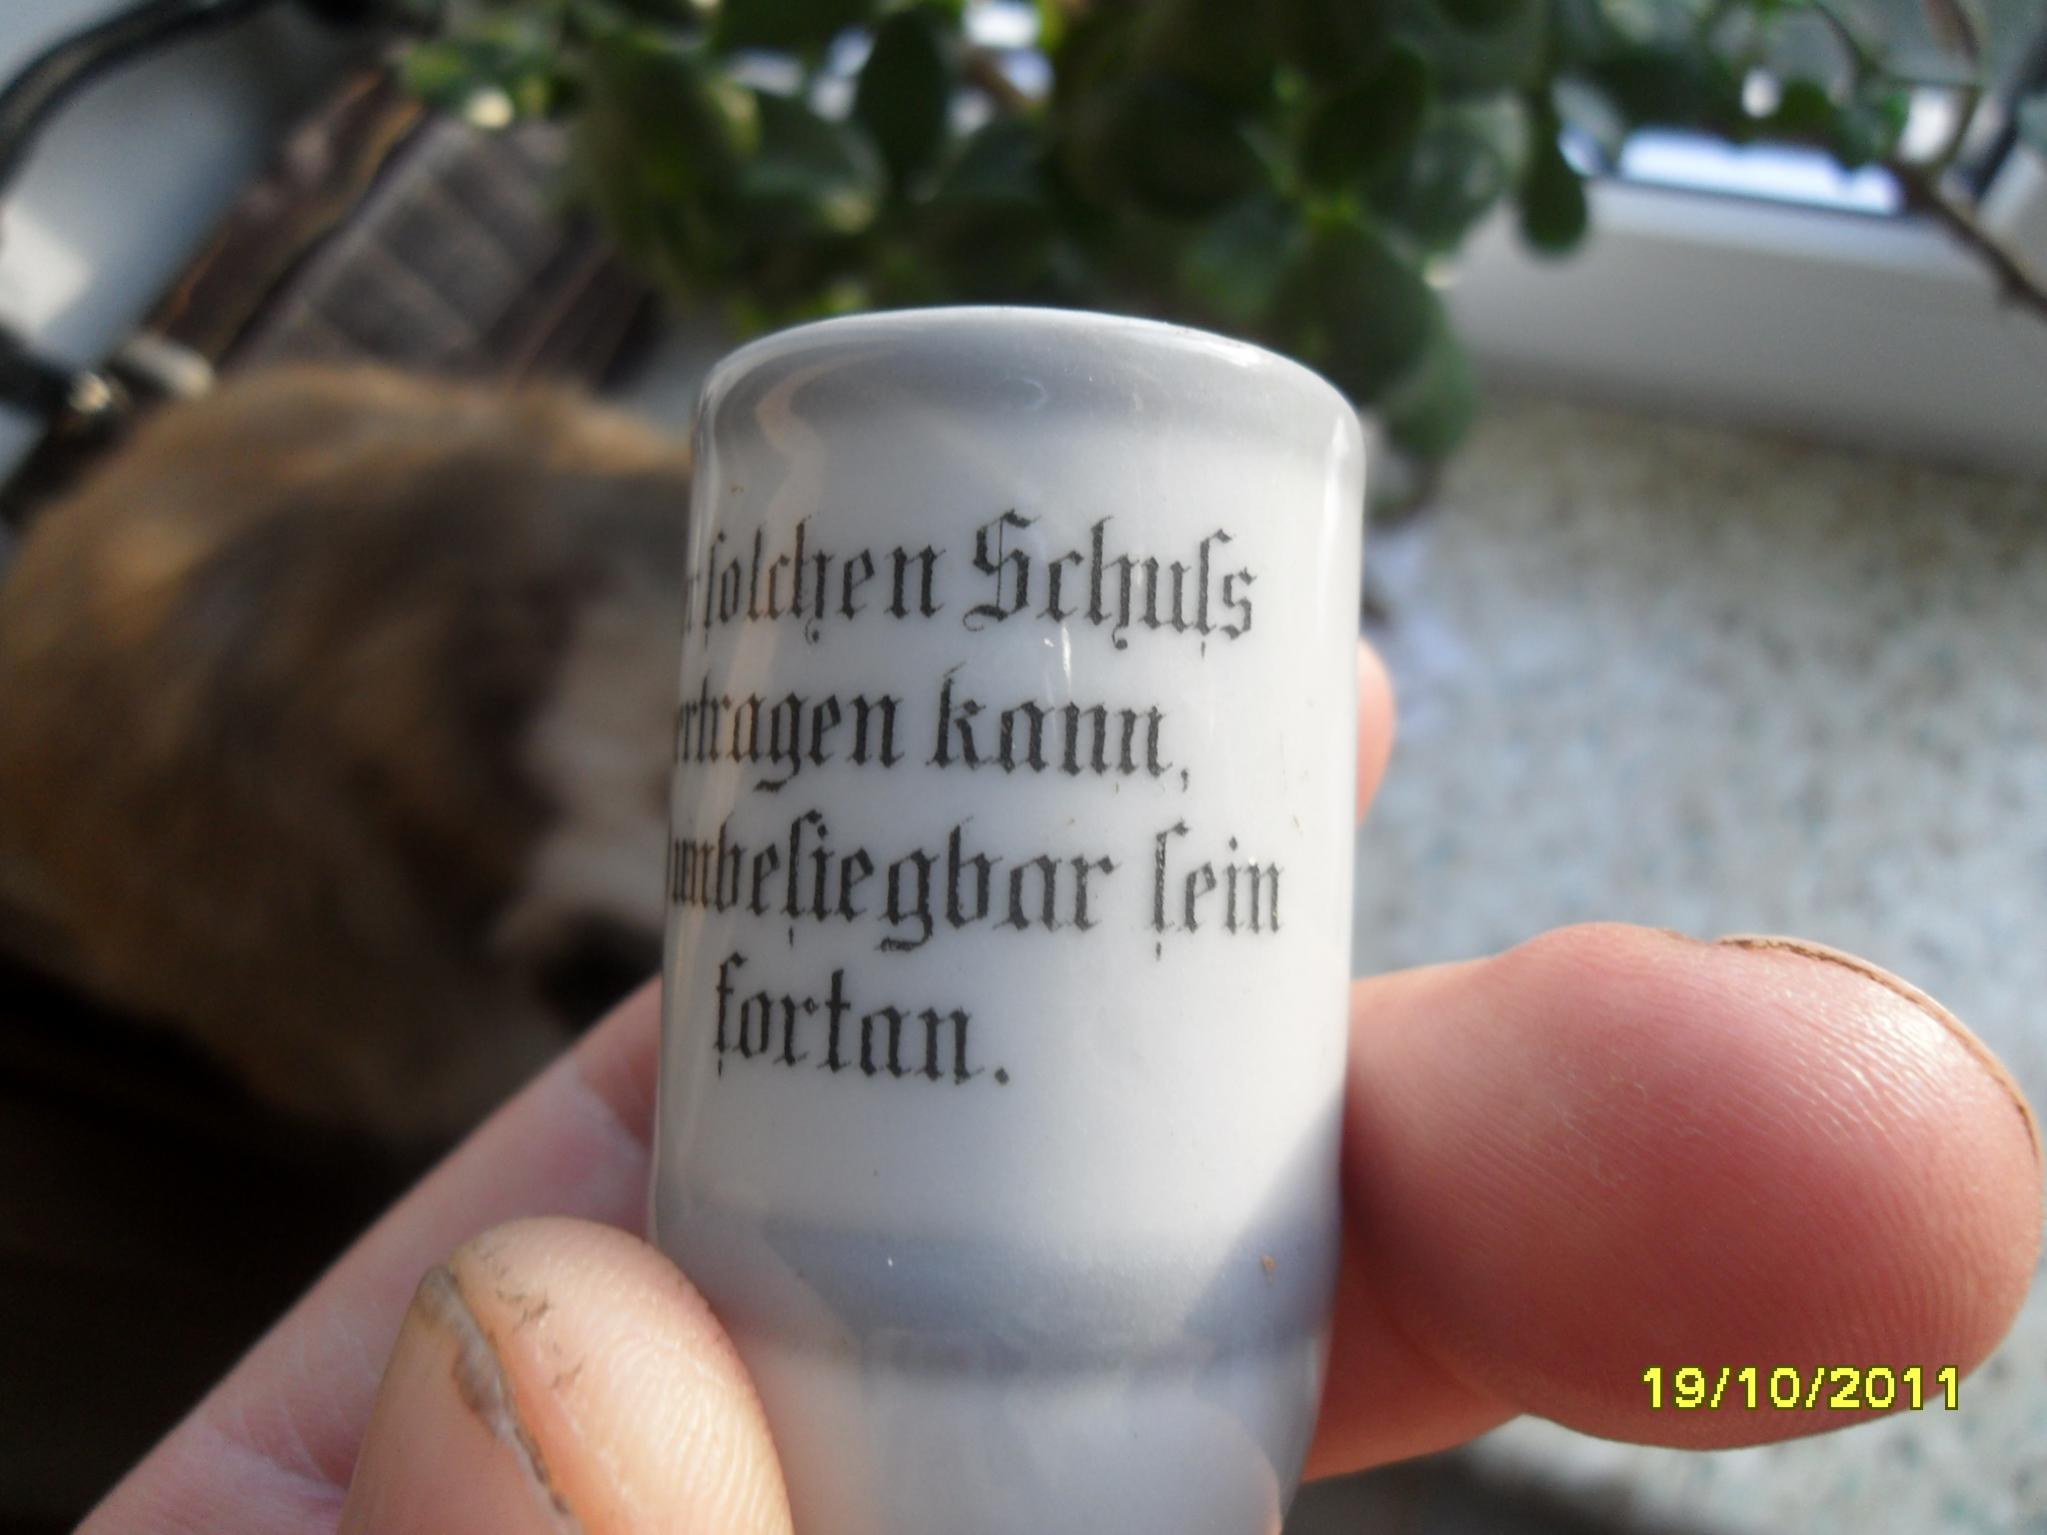 r ſolchen Schuſs
ertragen kann,
unbeſiegbar ſein
fortan.
19/10/2011